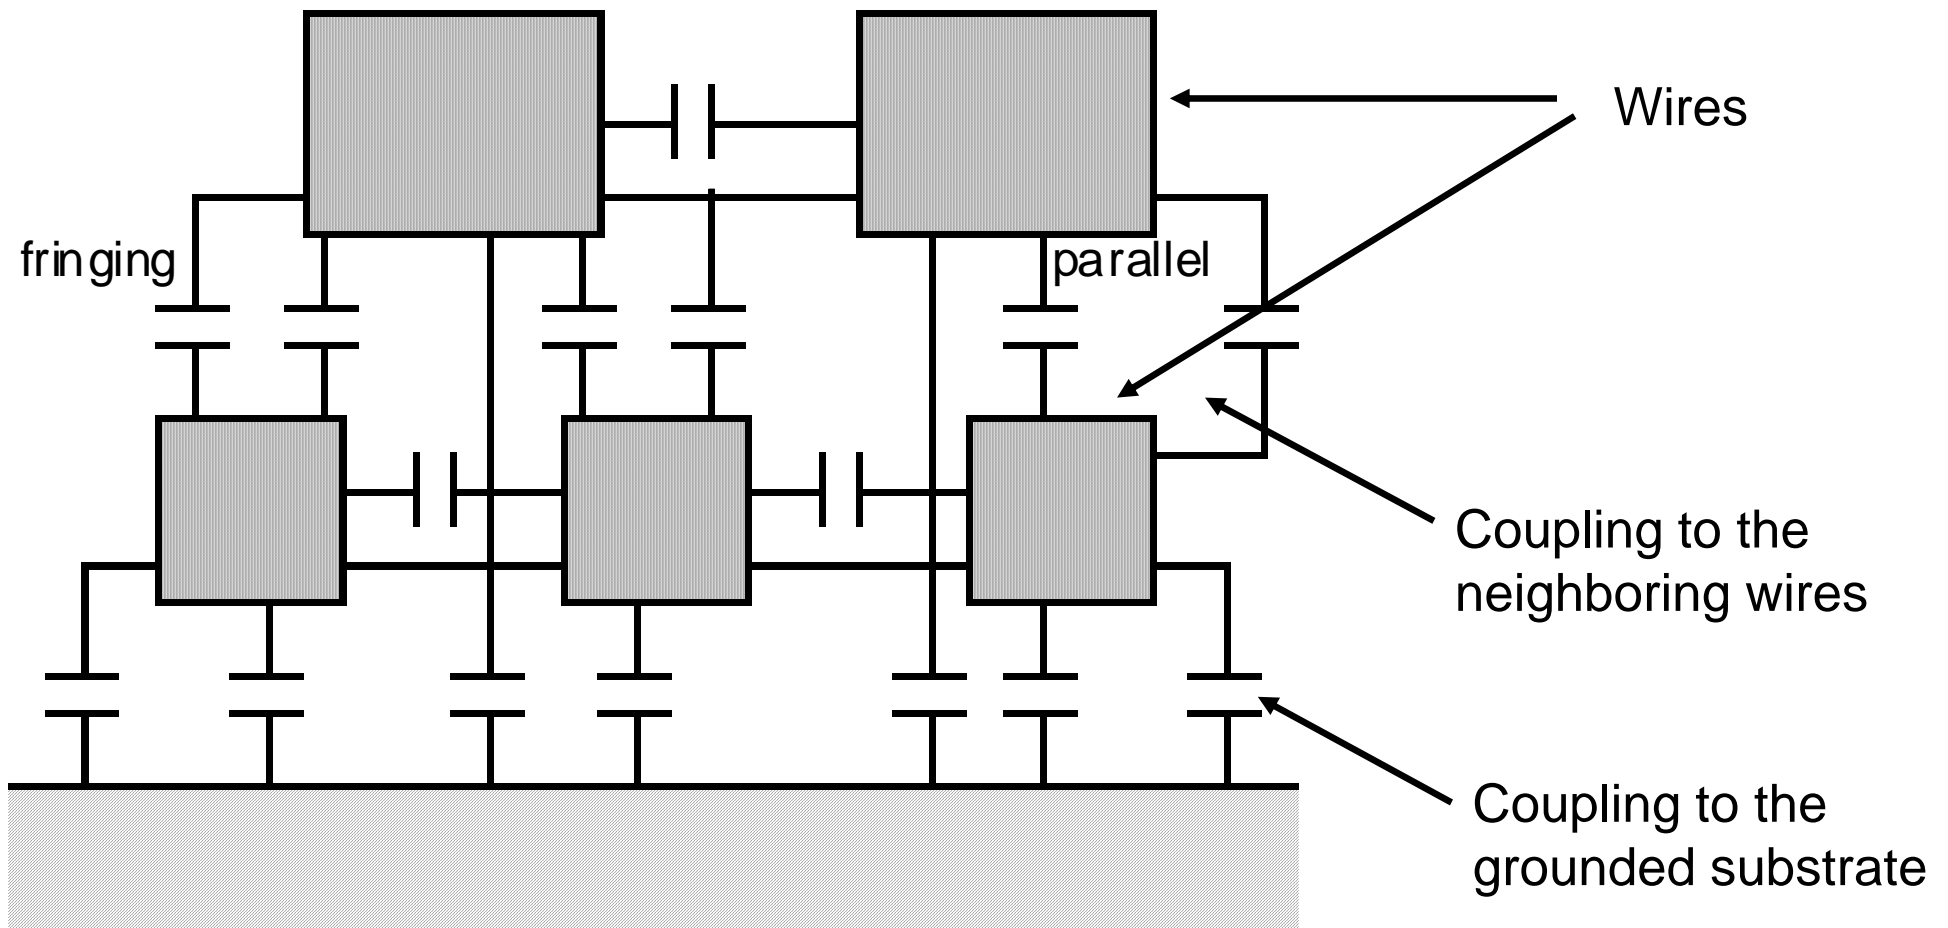 Wires
fringing
parallel
Coupling to the
neighboring wires
Coupling to the
grounded substrate